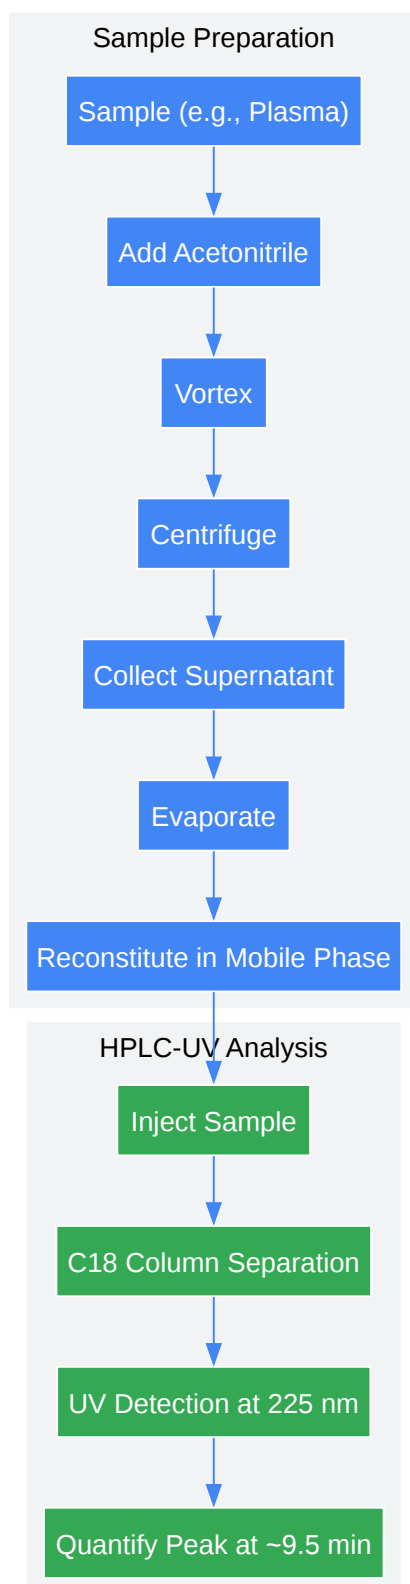 Sample Preparation
Sample (e.g., Plasma)
Add Acetonitrile
Vortex
Centrifuge
Collect Supernatant
Evaporate
Reconstitute in Mobile Phase
HPLC-UV Analysis
Inject Sample
C18 Column Separation
UV Detection at 225 nm
Quantify Peak at ~9.5 min